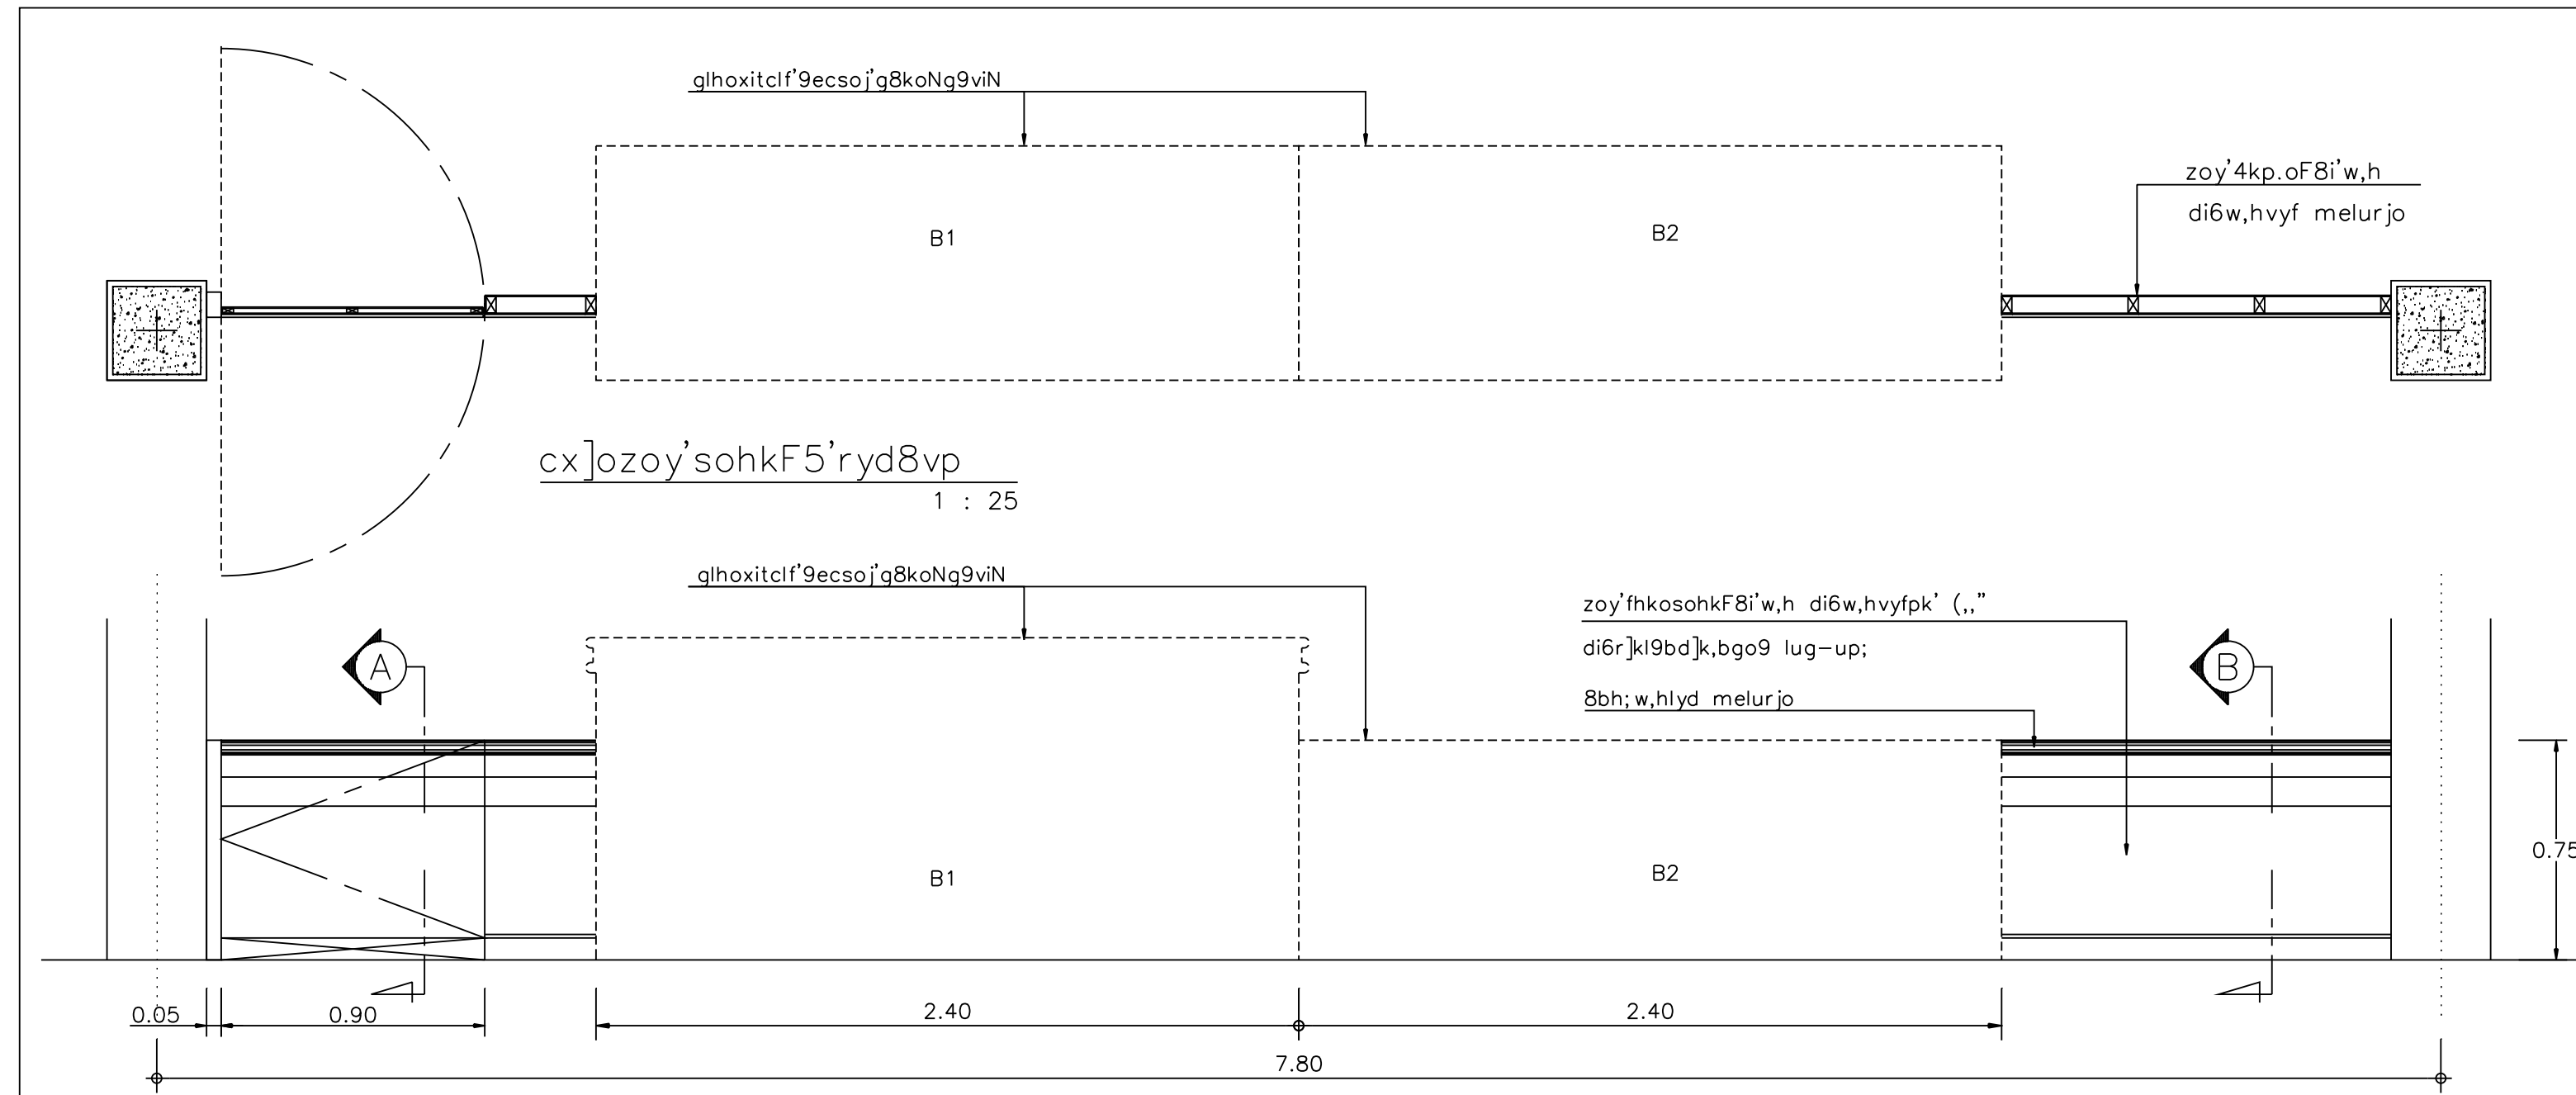 glhoxitclf'9ecsoj'g8koNg9viN
zoy'4kp.oF8i'w,h
di6w,hvyf melurjo
B1
B2
cx]ozoy'sohkF5'ryd8vp
1 : 25
glhoxitclf'9ecsoj'g8koNg9viN
zoy'fhkosohkF8i'w,h di6w,hvyfpk' (,,"
di6r]kl9bd]k,bgo9 lug-up;
8bh;w,hlyd melurjo
A
B
B1
B2
0.75
0.05
0.90
2.40
2.40
7.80